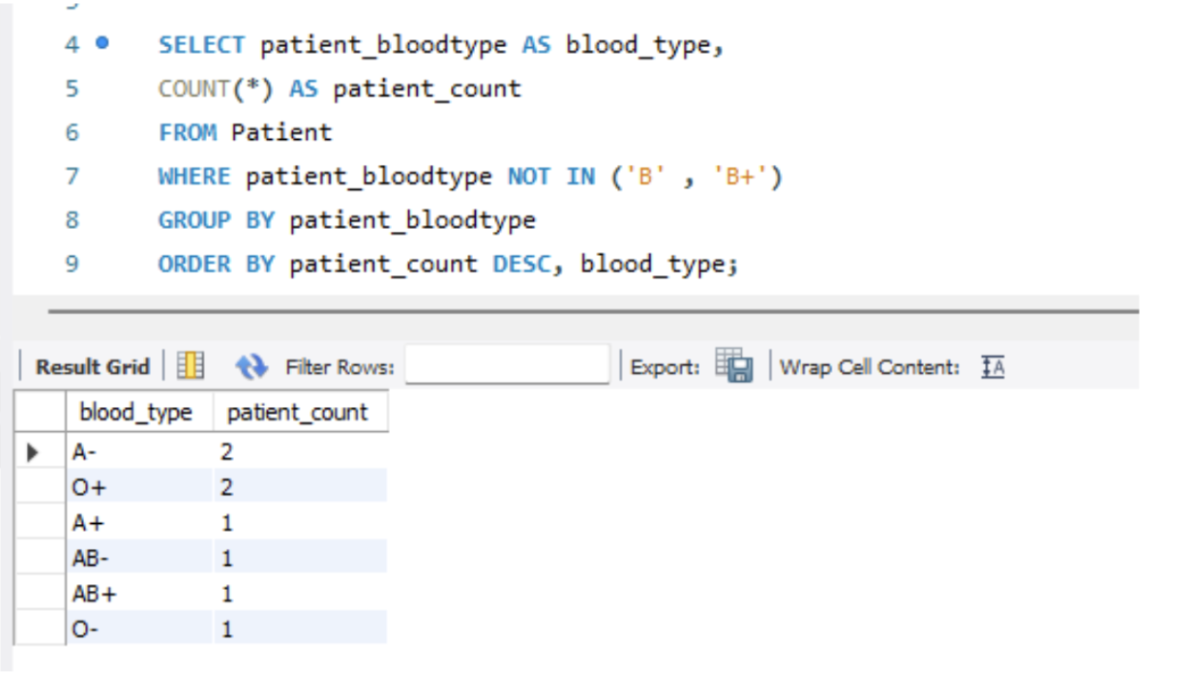 4 SELECT patient_bloodtype AS blood_type,
5 COUNT(*) AS patient_count
6 FROM Patient
7 WHERE patient_bloodtype NOT IN ('B' , 'B+')
8 GROUP BY patient_bloodtype
9 ORDER BY patient_count DESC, blood_type;
Result Grid Filter Rows: Export: Wrap Cell Content: IA
blood_type patient_count
A- 2
O+ 2
A+ 1
AB- 1
AB+ 1
O- 1